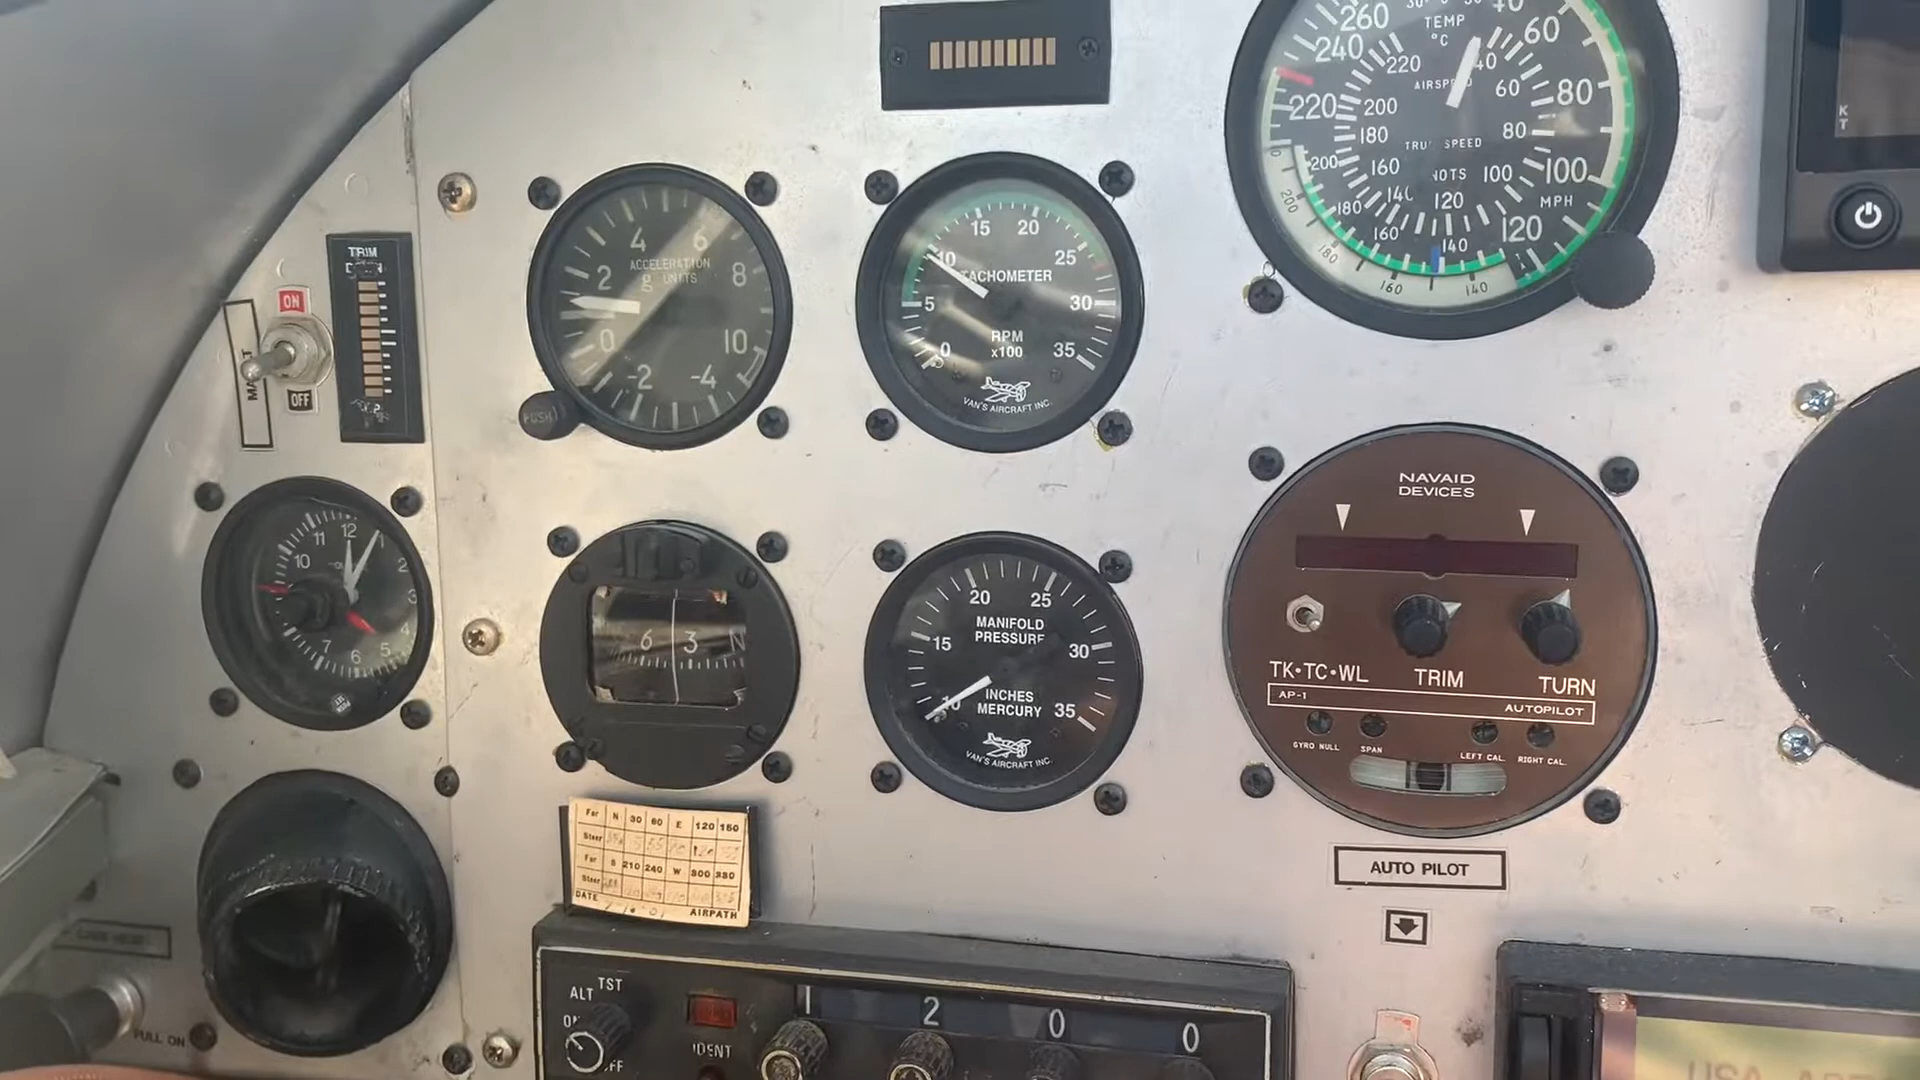 TRIM
ON
OFF
4 6
2 8
ACCELERATION
g UNITS
0 10
-2 -4
PUSH
15 20
10 25
TACHOMETER
5 30
RPM
x100
0 35
VAN'S AIRCRAFT INC.
260
TEMP
°C
240 60
220 40
AIRSPEED
220 200 60 80
180 80
TRUE SPEED
200 160 100 100
KNOTS
180 140 120 MPH
160 140 120
200
180
160 140
K
T
12
11 1
10 2
3
4
7 6 5
6 3 N
20 25
MANIFOLD
PRESSURE
15 30
INCHES
MERCURY
10 35
VAN'S AIRCRAFT INC.
NAVAID
DEVICES
TK•TC•WL TRIM TURN
AP-1 AUTOPILOT
GYRO NULL SPAN LEFT CAL. RIGHT CAL.
AUTO PILOT
For N 30 60 E 120 150
Steer
For S 210 240 W 300 330
Steer
DATE AIRPATH
PULL ON
TST
ALT
ON
OFF
IDENT
1 2 0 0
USA